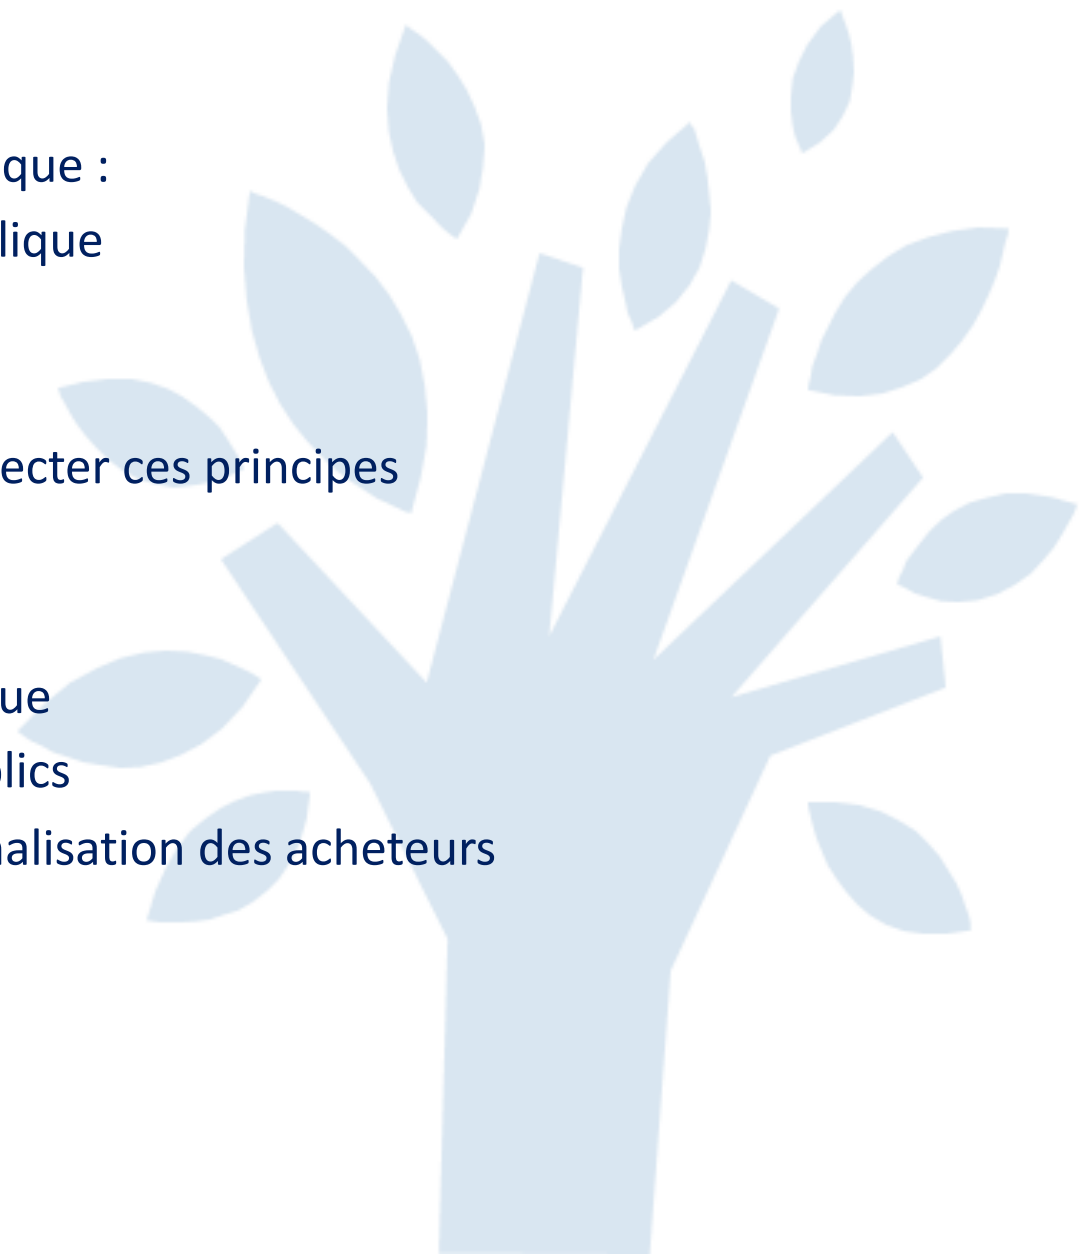 que :
lique
ecter ces principes
ue
lics
alisation des acheteurs